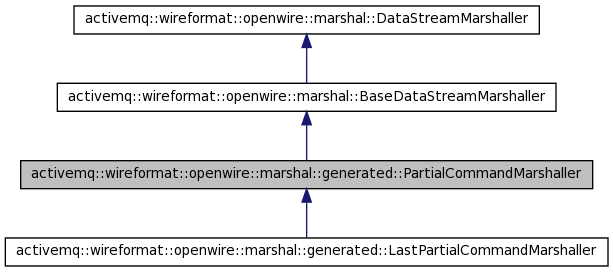 activemq::wireformat::openwire::marshal::DataStreamMarshaller
activemq::wireformat::openwire::marshal::BaseDataStreamMarshaller
activemq::wireformat::openwire::marshal::generated::PartialCommandMarshaller
activemq::wireformat::openwire::marshal::generated::LastPartialCommandMarshaller